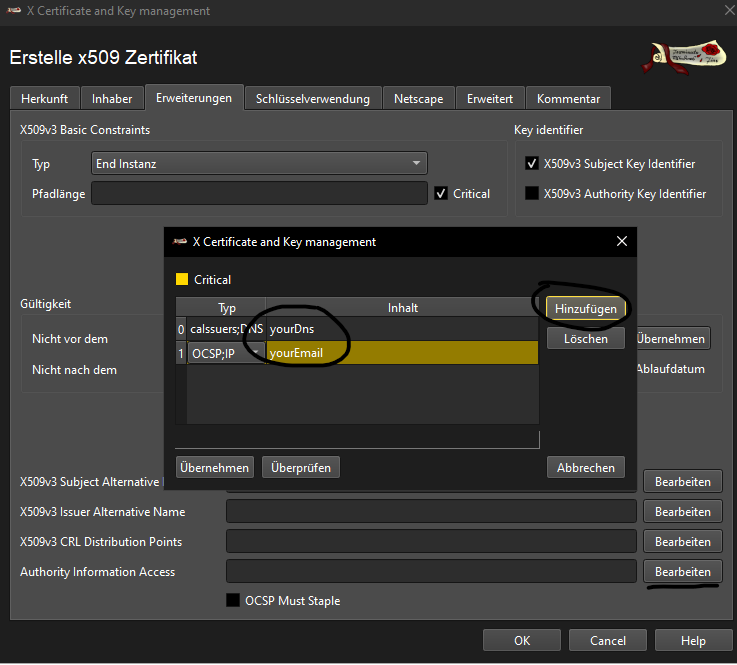 X Certificate and Key management
Erstelle x509 Zertifikat
Herkunft Inhaber Erweiterungen Schlüsselverwendung Netscape Erweitert Kommentar
X509v3 Basic Constraints
Key identifier
Typ End Instanz
X509v3 Subject Key Identifier
Pfadlänge Critical
X509v3 Authority Key Identifier
X Certificate and Key management
Critical
Typ Inhalt
Hinzufügen
0 caIssuers;DNS yourDns
Löschen
1 OCSP;IP yourEmail
Übernehmen Überprüfen Abbrechen
Gültigkeit
Nicht vor dem
Übernehmen
Nicht nach dem
Ablaufdatum
X509v3 Subject Alternative
Bearbeiten
X509v3 Issuer Alternative Name Bearbeiten
X509v3 CRL Distribution Points Bearbeiten
Authority Information Access Bearbeiten
OCSP Must Staple
OK Cancel Help